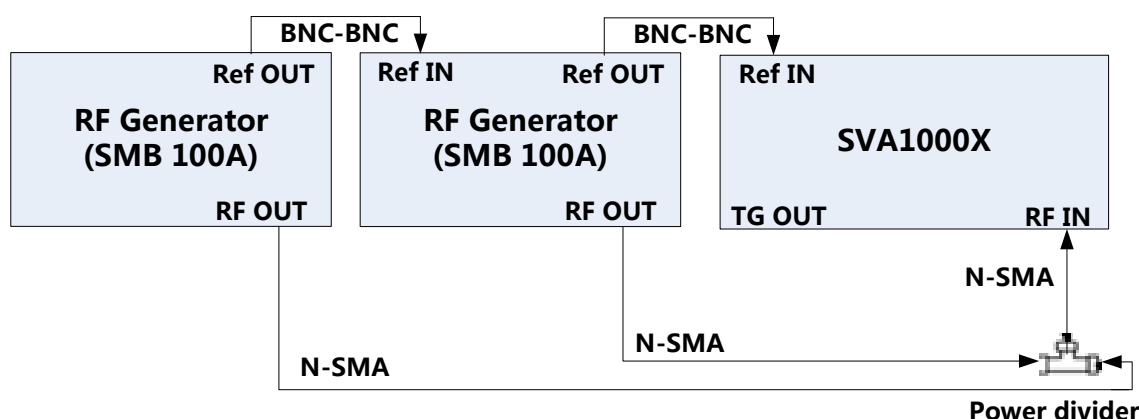 BNC-BNC
BNC-BNC
Ref OUT
Ref IN
Ref OUT
Ref IN
RF Generator
(SMB 100A)
RF Generator
(SMB 100A)
SVA1000X
RF OUT
RF OUT
TG OUT
RF IN
N-SMA
N-SMA
N-SMA
Power divider